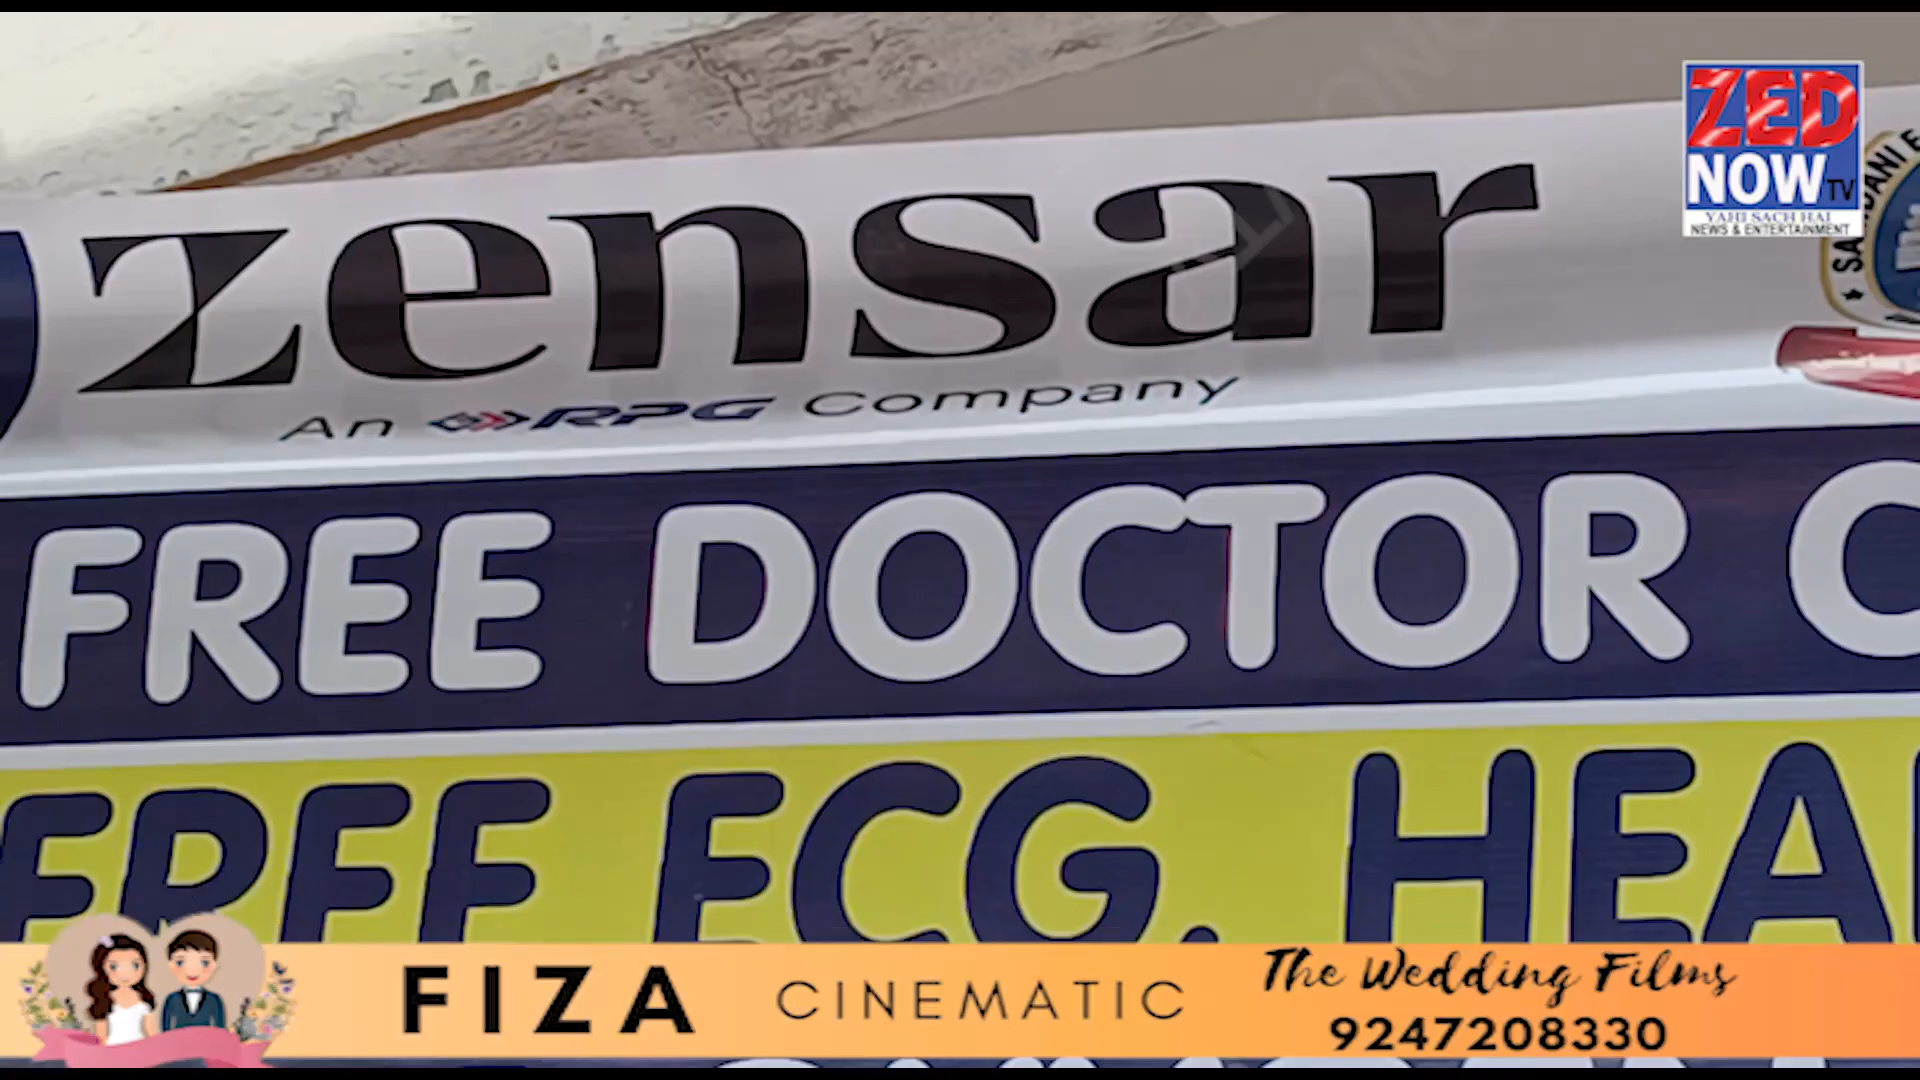 zensar
An RPG Company
FREE DOCTOR C
FREE ECG. HEA
ZED
NOW TV
YAHI SACH HAI
NEWS & ENTERTAINMENT
FIZA CINEMATIC
The Wedding Films
9247208330